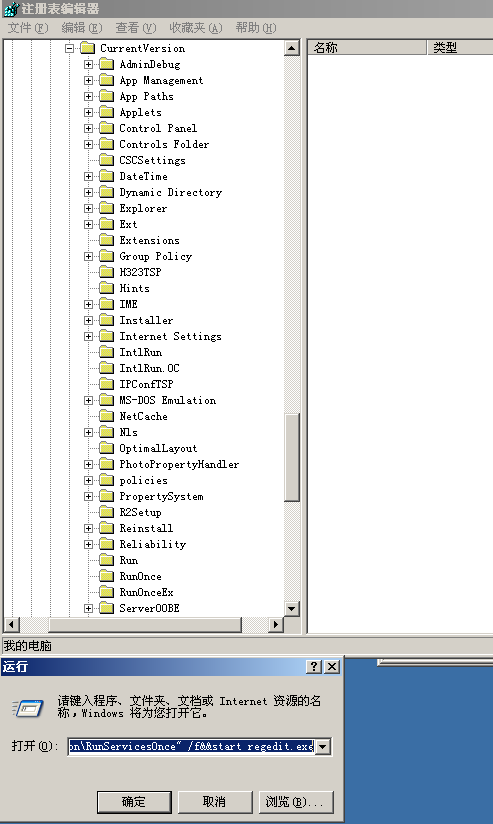 注册表编辑器
文件(F) 编辑(E) 查看(V) 收藏夹(A) 帮助(H)
名称 类型
CurrentVersion
AdminDebug
App Management
App Paths
Applets
Control Panel
Controls Folder
CSCSettings
DateTime
Dynamic Directory
Explorer
Ext
Extensions
Group Policy
H323TSP
Hints
IME
Installer
Internet Settings
IntlRun
IntlRun.OC
IPConfTSP
MS-DOS Emulation
NetCache
Nls
OptimalLayout
PhotoPropertyHandler
policies
PropertySystem
R2Setup
Reinstall
Reliability
Run
RunOnce
RunOnceEx
ServerOOBE
我的电脑
运行
请键入程序、文件夹、文档或 Internet 资源的名
称，Windows 将为您打开它。
打开(O): on\RunServicesOnce" /f&&start regedit.exe
确定 取消 浏览(B)...